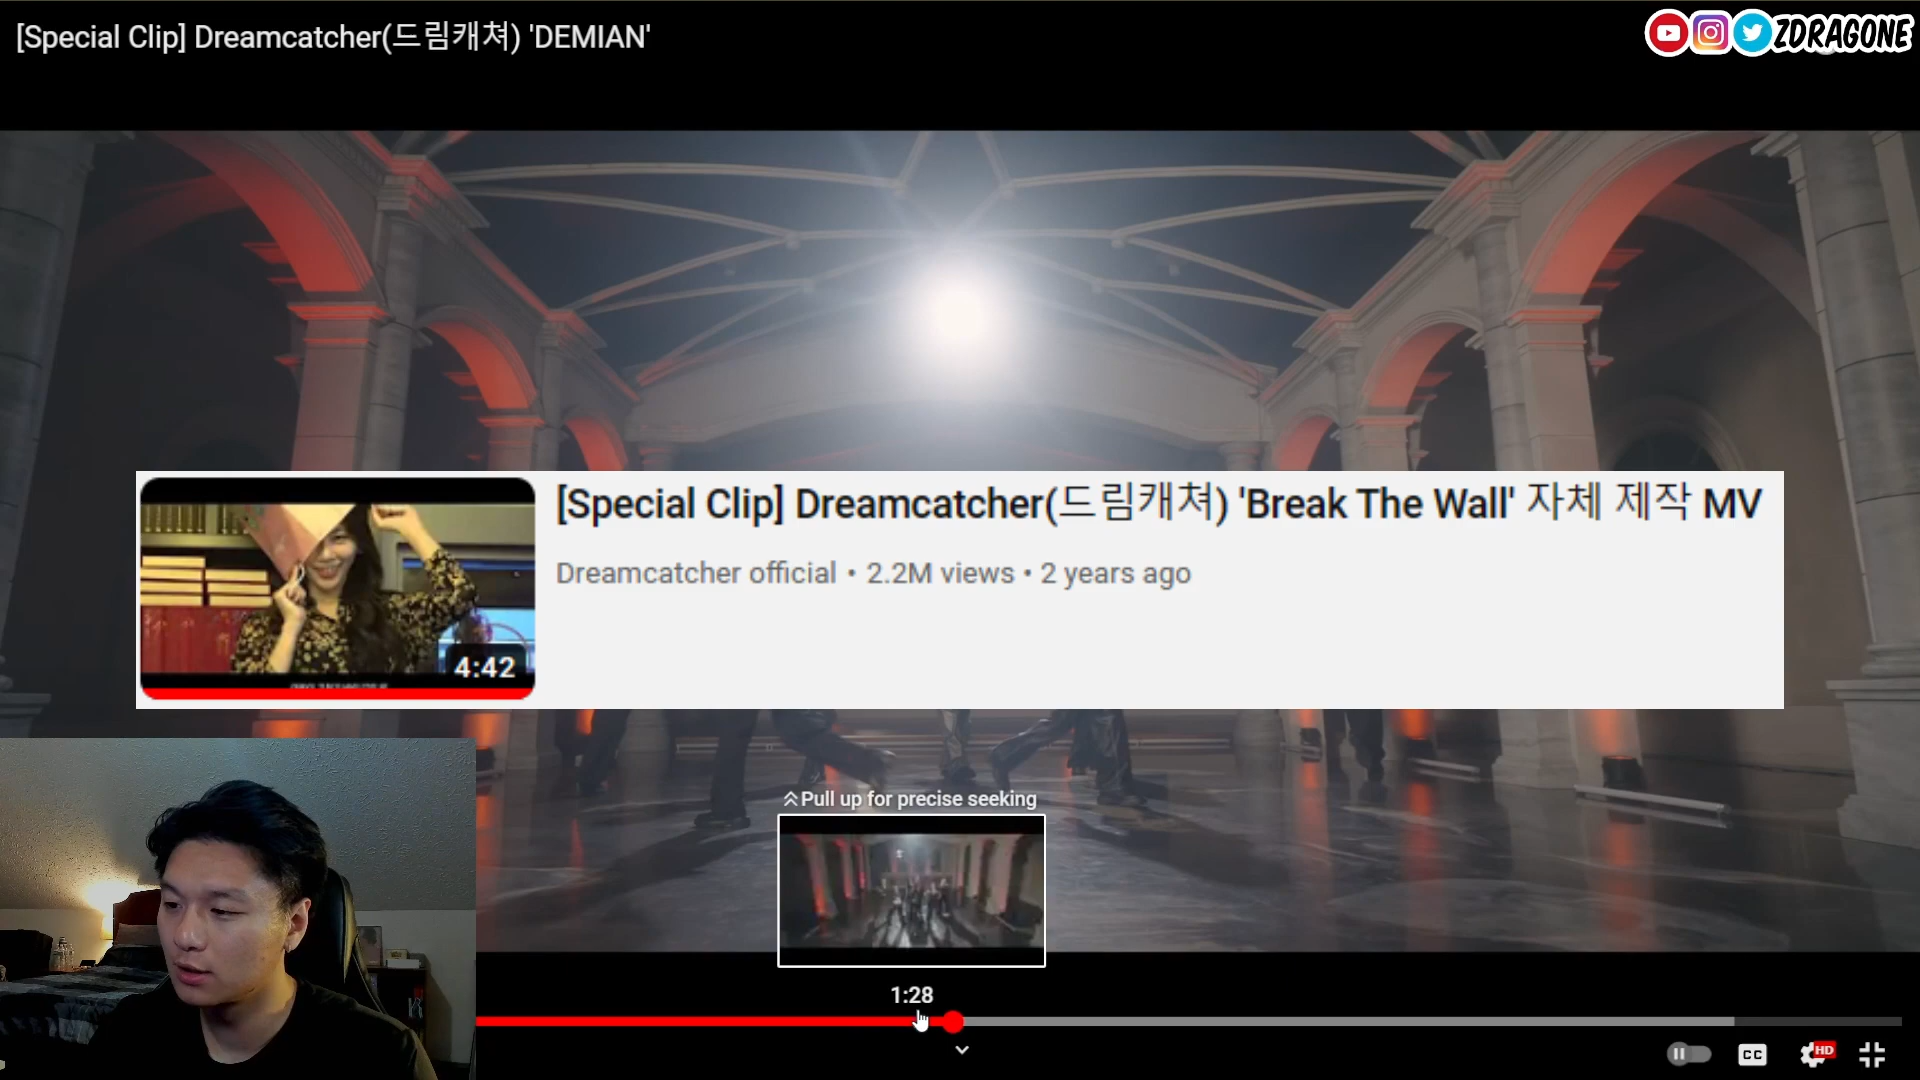 [Special Clip] Dreamcatcher(드림캐쳐) 'DEMIAN'
ZDRAGONE
[Special Clip] Dreamcatcher(드림캐쳐) 'Break The Wall' 자체 제작 MV
Dreamcatcher official • 2.2M views • 2 years ago
4:42
Pull up for precise seeking
1:28
CC
HD